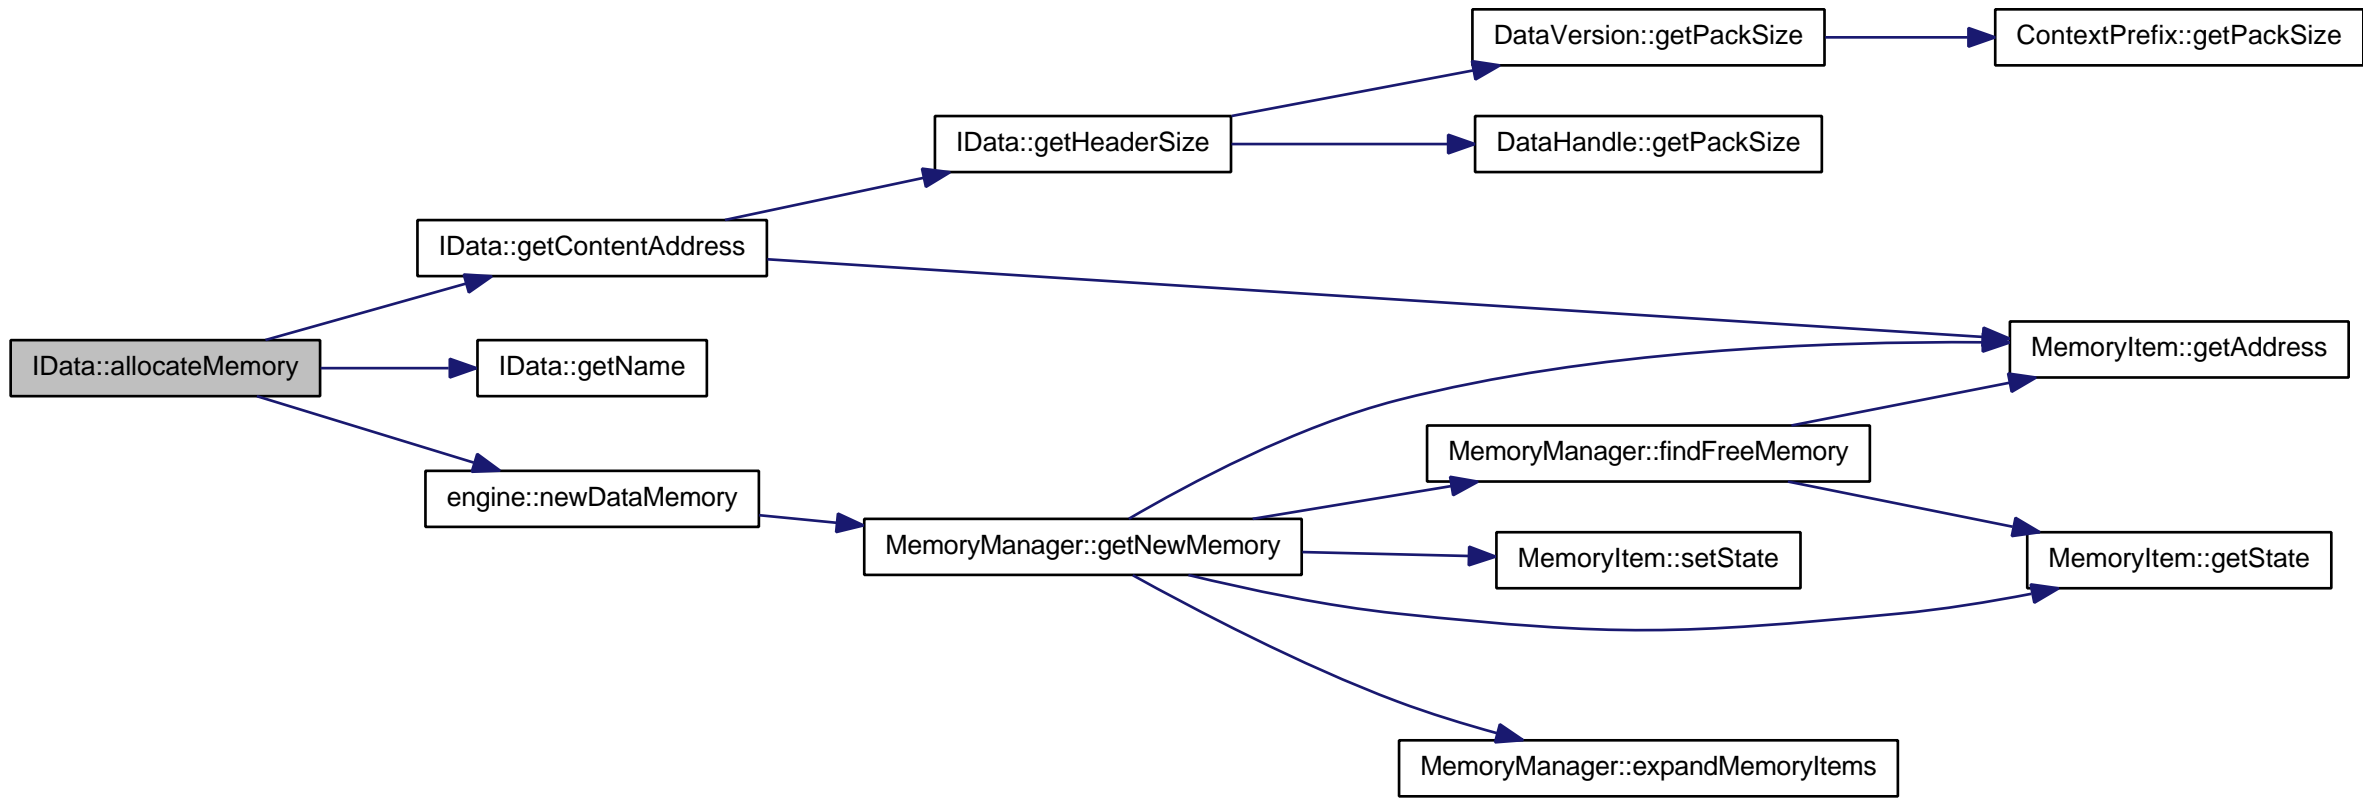 DataVersion::getPackSize
ContextPrefix::getPackSize
IData::getHeaderSize
DataHandle::getPackSize
IData::getContentAddress
IData::allocateMemory
IData::getName
MemoryItem::getAddress
MemoryManager::findFreeMemory
engine::newDataMemory
MemoryManager::getNewMemory
MemoryItem::setState
MemoryItem::getState
MemoryManager::expandMemoryItems